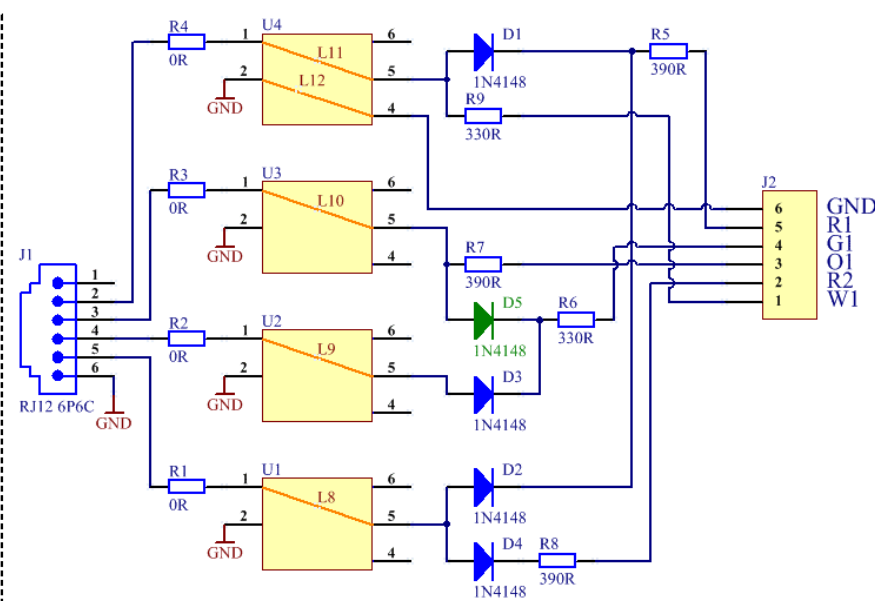 R4
0R
1
2
GND
U4
L11
L12
6
5
4
D1
1N4148
R9
330R
R5
390R
R3
0R
1
2
GND
U3
L10
6
5
4
R7
390R
D5
1N4148
R6
330R
J2
6 GND
5 R1
4 G1
3 O1
2 R2
1 W1
J1
1
2
3
4
5
6
RJ12 6P6C
GND
R2
0R
1
2
GND
U2
L9
6
5
4
D3
1N4148
R1
0R
1
2
GND
U1
L8
6
5
4
D2
1N4148
D4
1N4148
R8
390R